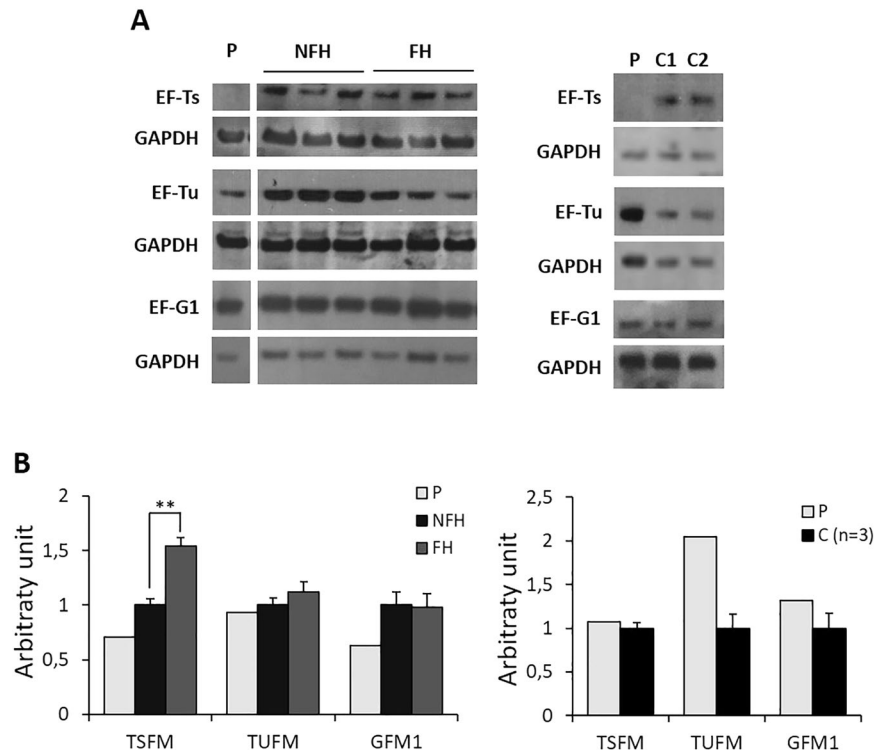 A
P NFH FH
EF-Ts
GAPDH
EF-Tu
GAPDH
EF-G1
GAPDH
P C1 C2
EF-Ts
GAPDH
EF-Tu
GAPDH
EF-G1
GAPDH
B
Arbitraty unit
2
1,5
1
0,5
0
**
P
NFH
FH
TSFM TUFM GFM1
Arbitraty unit
2,5
2
1,5
1
0,5
0
P
C (n=3)
TSFM TUFM GFM1